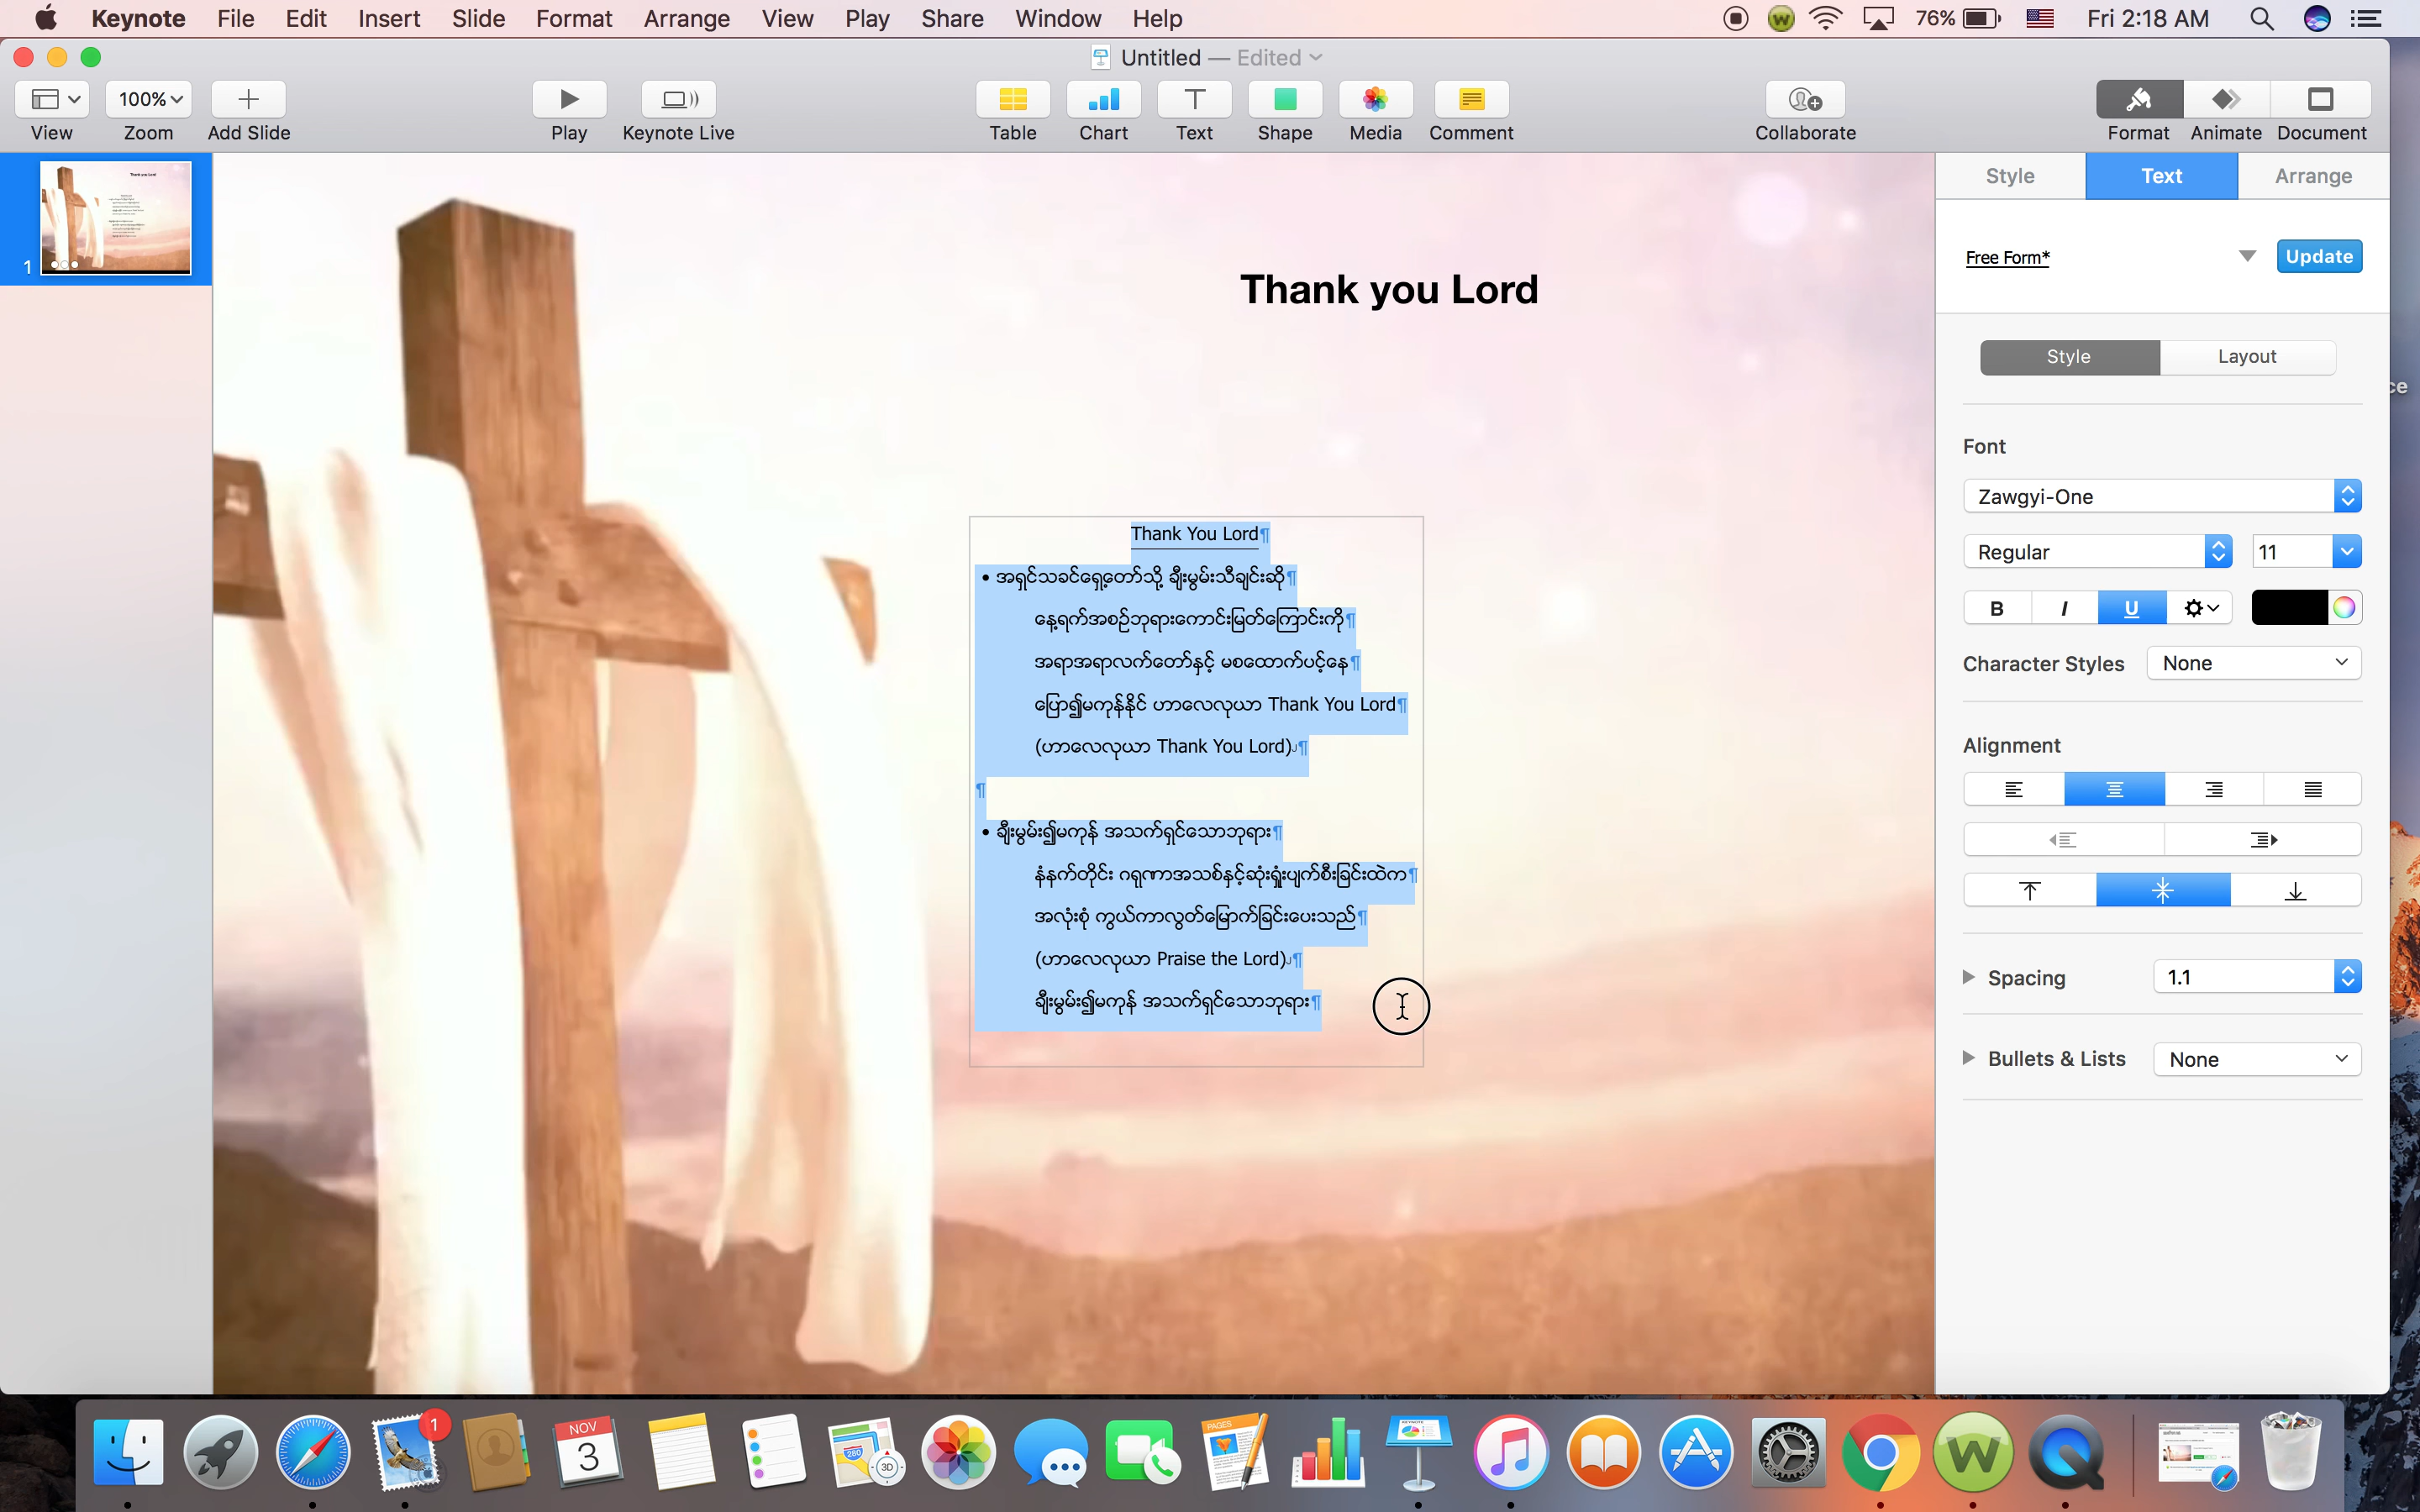 Keynote File Edit Insert Slide Format Arrange View Play Share Window Help 76% Fri 2:18 AM
Untitled — Edited
100%
View Zoom Add Slide Play Keynote Live Table Chart Text Shape Media Comment Collaborate Format Animate Document
1
Thank you Lord
Thank You Lord¶
• အရှင်သခင်ရှေ့တော်သို့ ချီးမွမ်းသီချင်းဆို¶
နေ့ရက်အစဉ်ဘုရားကောင်းမြတ်ကြောင်းကို¶
အရာအရာလက်တော်နှင့် မစထောက်ပင့်နေ¶
ပြော၍မကုန်နိုင် ဟာလေလုယာ Thank You Lord¶
(ဟာလေလုယာ Thank You Lord)၂¶
¶
• ချီးမွမ်း၍မကုန် အသက်ရှင်သောဘုရား¶
နံနက်တိုင်း ဂရုဏာအသစ်နှင့်ဆုံးရှုံးပျက်စီးခြင်းထဲက¶
အလုံးစုံ ကွယ်ကာလွတ်မြောက်ခြင်းပေးသည်¶
(ဟာလေလုယာ Praise the Lord)၂¶
ချီးမွမ်း၍မကုန် အသက်ရှင်သောဘုရား¶
Style Text Arrange
Free Form* Update
Style Layout
Font
Zawgyi-One
Regular 11
B I U
Character Styles None
Alignment
Spacing 1.1
Bullets & Lists None
ce
1
NOV
3
280
3D
PAGES
KEYNOTE
W